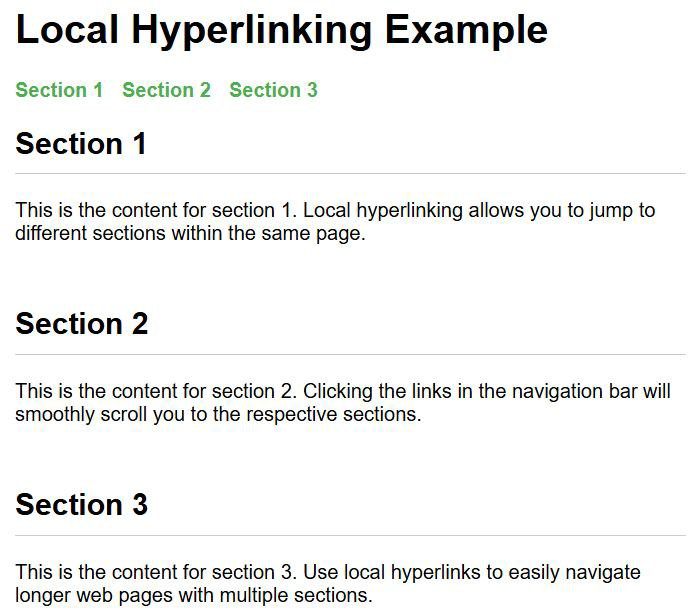 Local Hyperlinking Example
Section 1 Section 2 Section 3
Section 1
This is the content for section 1. Local hyperlinking allows you to jump to
different sections within the same page.
Section 2
This is the content for section 2. Clicking the links in the navigation bar will
smoothly scroll you to the respective sections.
Section 3
This is the content for section 3. Use local hyperlinks to easily navigate
longer web pages with multiple sections.